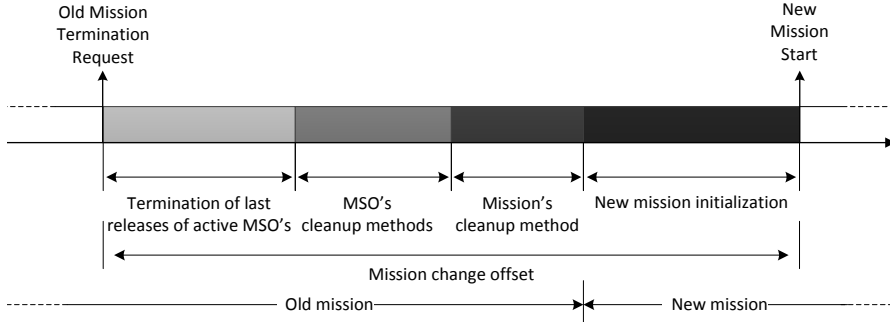 Old Mission
Termination
Request
New
Mission
Start
Termination of last
releases of active MSO's
MSO's
cleanup methods
Mission's
cleanup method
New mission initialization
Mission change offset
Old mission
New mission